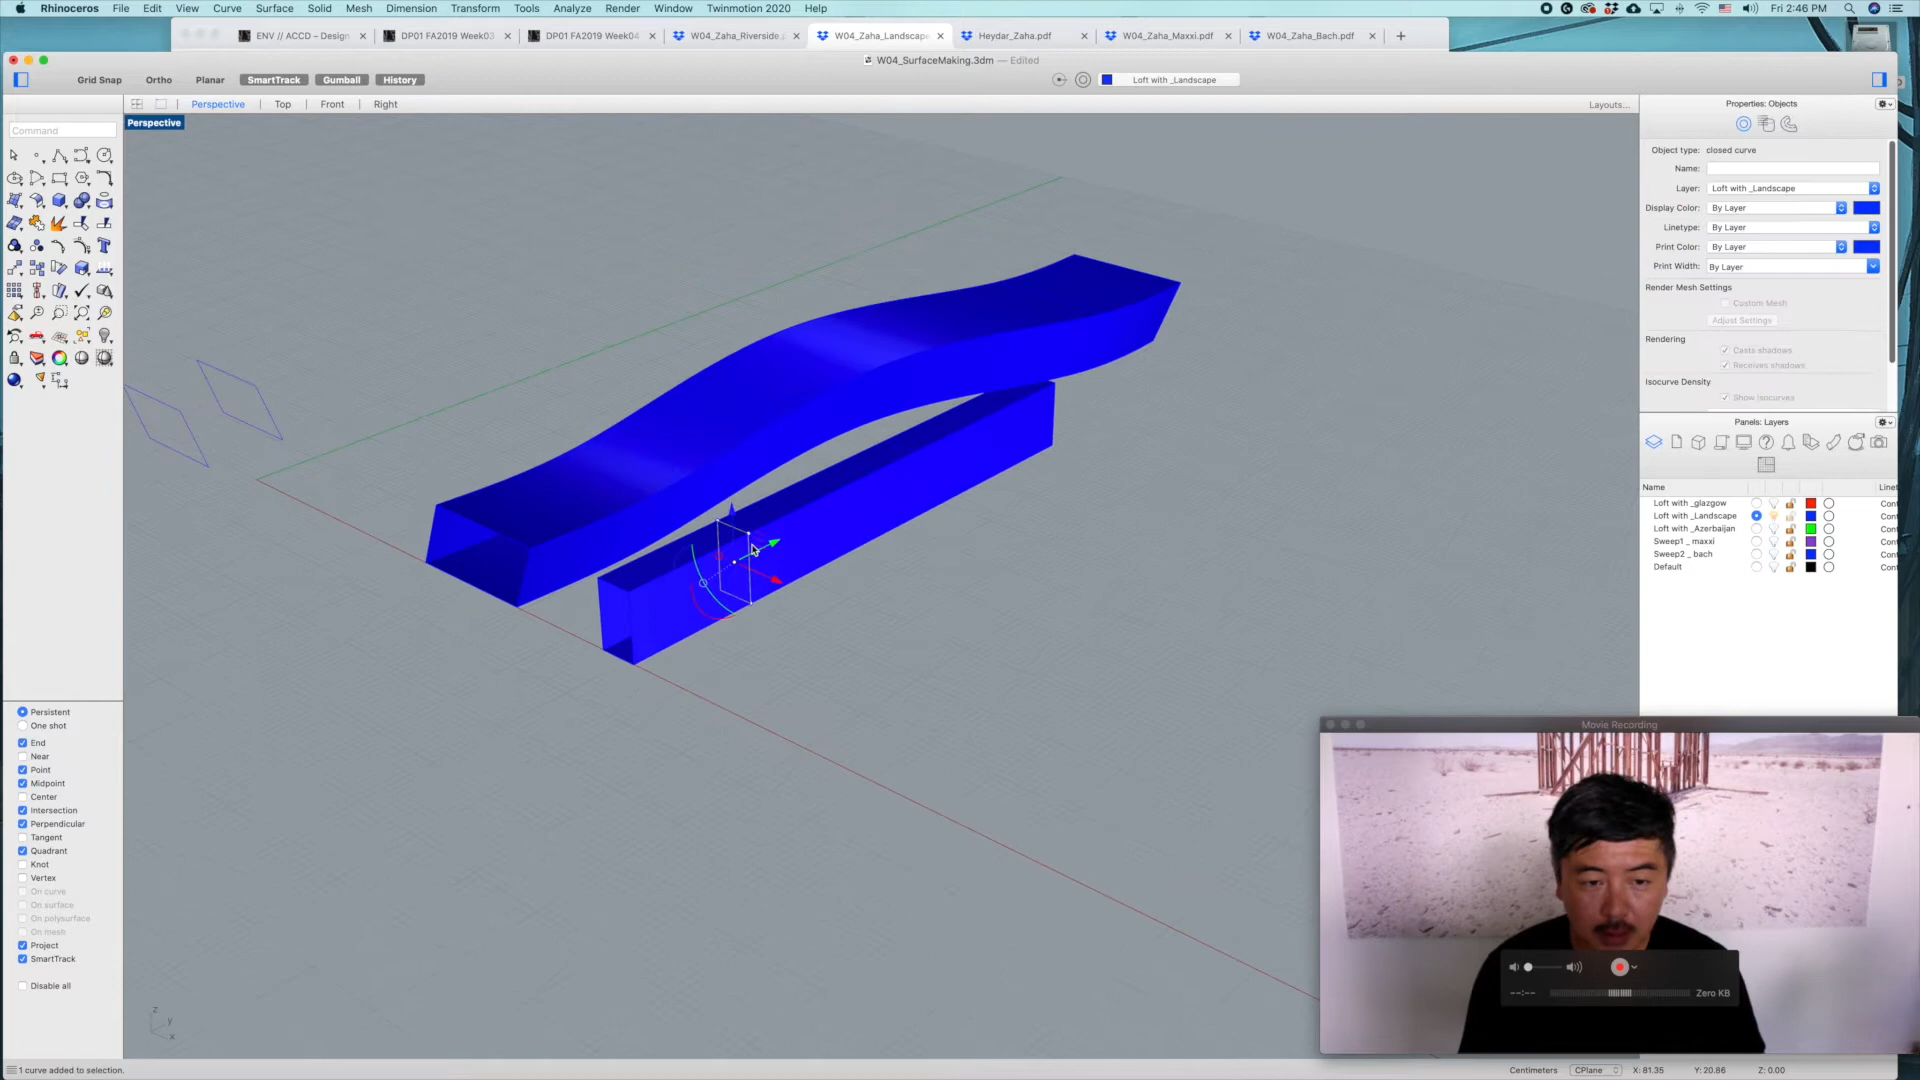 Rhinoceros File Edit View Curve Surface Solid Mesh Dimension Transform Tools Analyze Render Window Twinmotion 2020 Help Fri 2:46 PM
ENV // ACCD – Design DP01 FA2019 Week03 DP01 FA2019 Week04 W04_Zaha_Riverside. W04_Zaha_Landscape Heydar_Zaha.pdf W04_Zaha_Maxxi.pdf W04_Zaha_Bach.pdf
W04_SurfaceMaking.3dm — Edited
Grid Snap Ortho Planar SmartTrack Gumball History Loft with _Landscape
Perspective Top Front Right Layouts...
Perspective
Command
Properties: Objects
Object type: closed curve
Name:
Layer: Loft with _Landscape
Display Color: By Layer
Linetype: By Layer
Print Color: By Layer
Print Width: By Layer
Render Mesh Settings
Custom Mesh
Adjust Settings
Rendering
Casts shadows
Receives shadows
Isocurve Density
Show Isocurves
Panels: Layers
Name
Loft with _glazgow Cont
Loft with _Landscape Cont
Loft with _Azerbaijan Cont
Sweep1 _ maxxi Cont
Sweep2 _ bach Cont
Default Cont
Persistent
One shot
End
Near
Point
Midpoint
Center
Intersection
Perpendicular
Tangent
Quadrant
Knot
Vertex
On curve
On surface
On polysurface
On mesh
Project
SmartTrack
Disable all
z
y
x
Movie Recording
--:-- Zero KB
1 curve added to selection. Centimeters CPlane X: 81.35 Y: 20.86 Z: 0.00